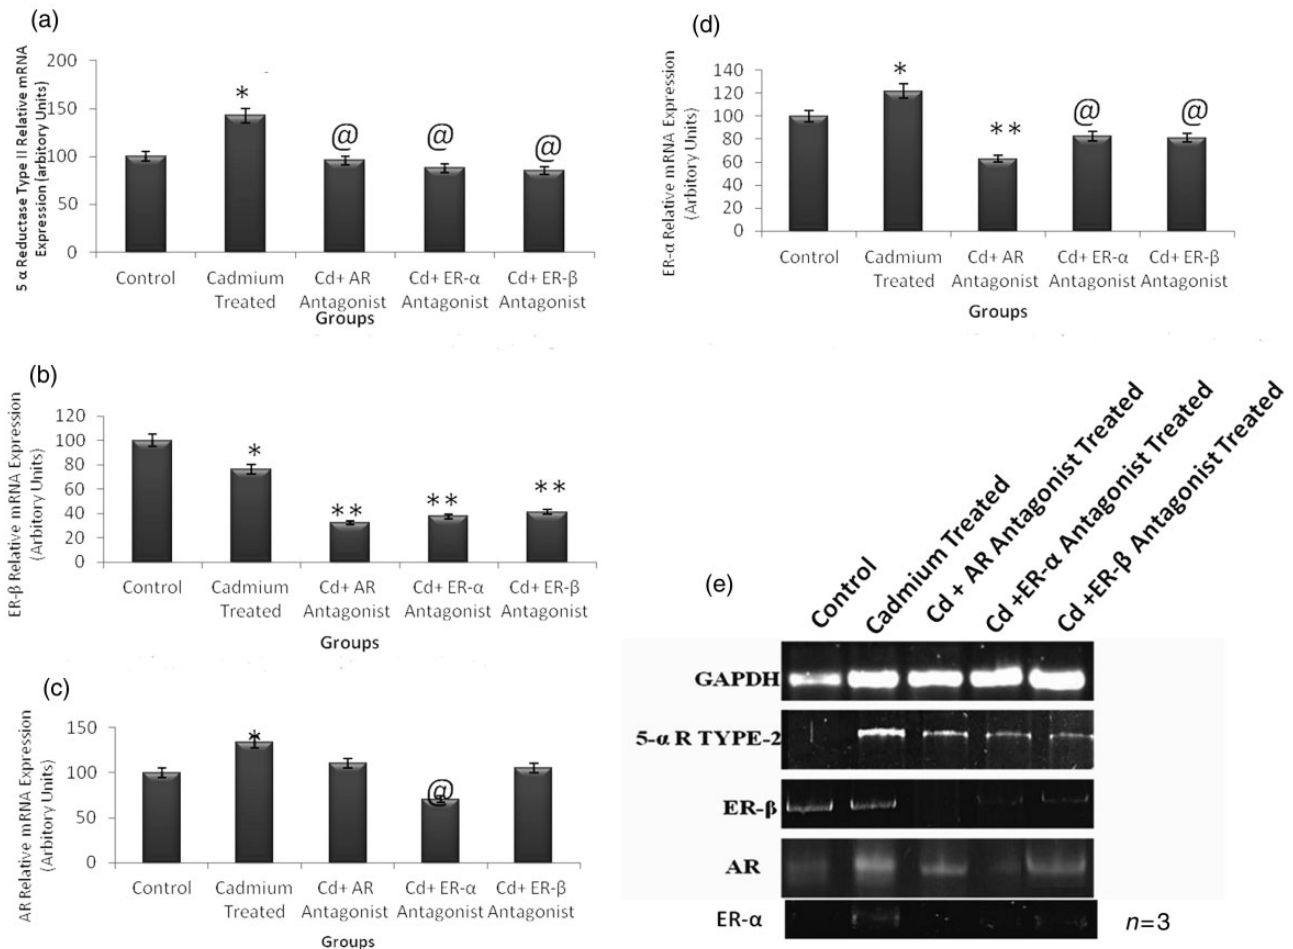 (a)
5 α Reductase Type II Relative mRNA
Expression (arbitory Units)
200
150
100
50
0
*
@
@
@
Control
Cadmium
Treated
Cd+ AR
Antagonist
Cd+ ER-α
Antagonist
Cd+ ER-β
Antagonist
Groups
(b)
ER-β Relative mRNA Expression
(Arbitory Units)
120
100
80
60
40
20
0
*
**
**
**
Control
Cadmium
Treated
Cd+ AR
Antagonist
Cd+ ER-α
Antagonist
Cd+ ER-β
Antagonist
Groups
(c)
AR Relative mRNA Expression
(Arbitory Units)
150
100
50
0
*
@
Control
Cadmium
Treated
Cd+ AR
Antagonist
Cd+ ER-α
Antagonist
Cd+ ER-β
Antagonist
Groups
(d)
ER-α Relative mRNA Expression
(Arbitory Units)
140
120
100
80
60
40
20
0
*
**
@
@
Control
Cadmium
Treated
Cd+ AR
Antagonist
Cd+ ER-α
Antagonist
Cd+ ER-β
Antagonist
Groups
(e)
Control
Cadmium Treated
Cd + AR Antagonist Treated
Cd +ER-α Antagonist Treated
Cd +ER-β Antagonist Treated
GAPDH
5-α R TYPE-2
ER-β
AR
ER-α
n=3